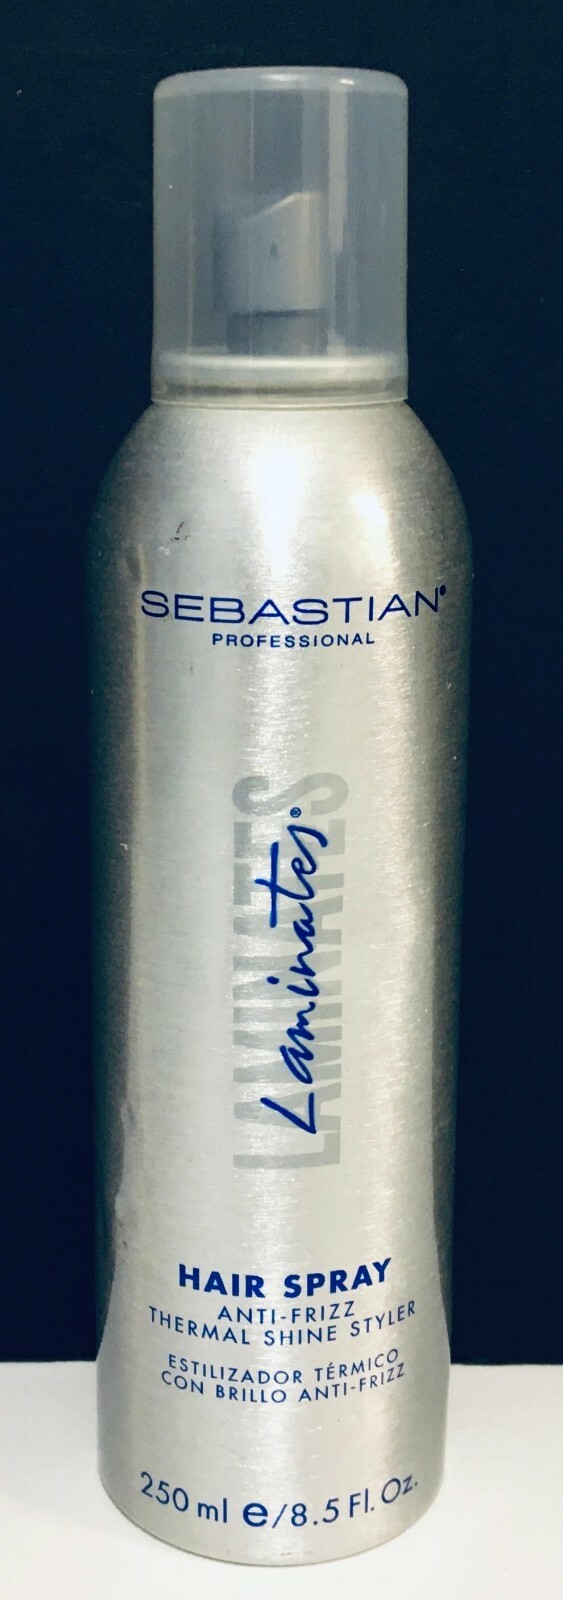 SEBASTIAN®
PROFESSIONAL
LAMINATES
Laminates®
HAIR SPRAY
ANTI-FRIZZ
THERMAL SHINE STYLER
ESTILIZADOR TÉRMICO
CON BRILLO ANTI-FRIZZ
250 ml e/8.5 Fl. Oz.